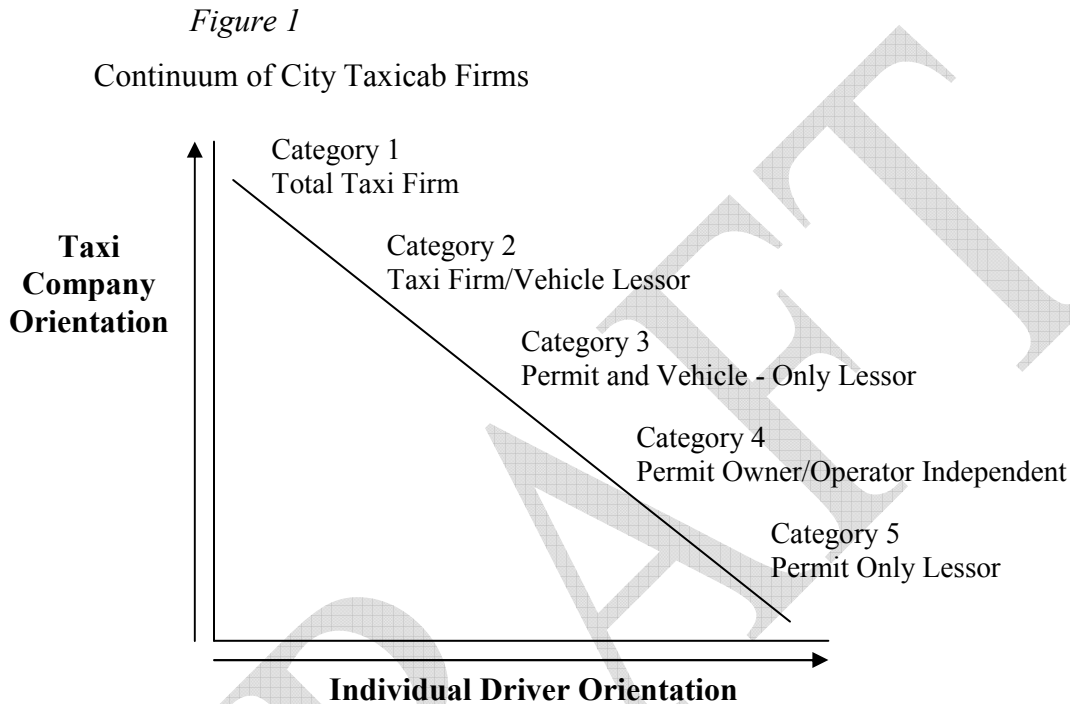 Figure 1
Continuum of City Taxicab Firms
Category 1
Total Taxi Firm
Taxi
Company
Orientation
Category 2
Taxi Firm/Vehicle Lessor
Category 3
Permit and Vehicle - Only Lessor
Category 4
Permit Owner/Operator Independent
Category 5
Permit Only Lessor
Individual Driver Orientation
DRAFT